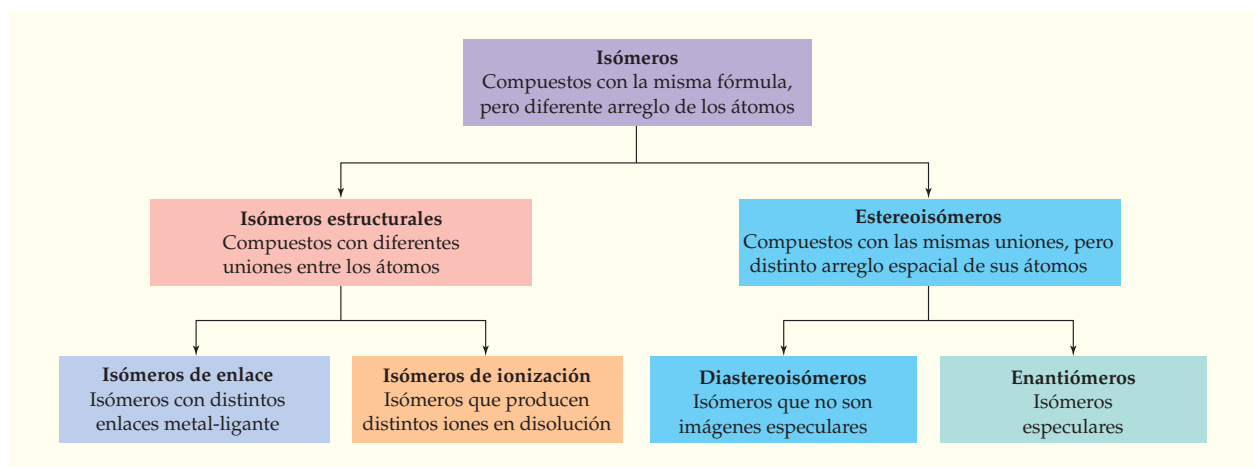 Isómeros
Compuestos con la misma fórmula,
pero diferente arreglo de los átomos
Isómeros estructurales
Compuestos con diferentes
uniones entre los átomos
Estereoisómeros
Compuestos con las mismas uniones, pero
distinto arreglo espacial de sus átomos
Isómeros de enlace
Isómeros con distintos
enlaces metal-ligante
Isómeros de ionización
Isómeros que producen
distintos iones en disolución
Diastereoisómeros
Isómeros que no son
imágenes especulares
Enantiómeros
Isómeros
especulares